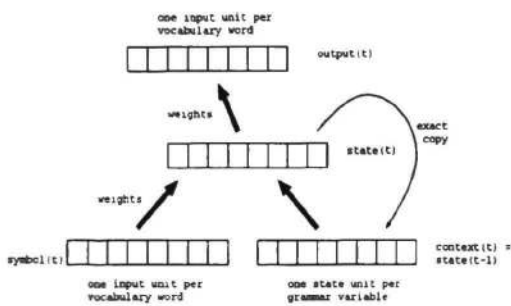 one input unit per
vocabulary word
output(t)
weights
exact
copy
state(t)
weights
symbol(t)
context(t) =
state(t-1)
one input unit per
vocabulary word
one state unit per
grammar variable